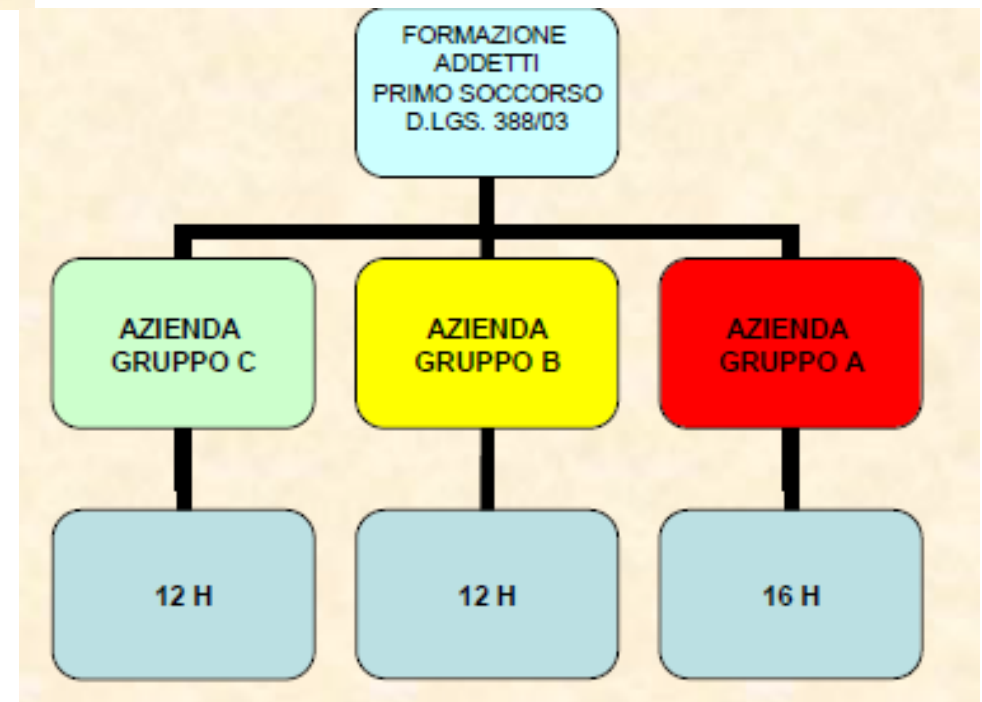 FORMAZIONE
ADDETTI
PRIMO SOCCORSO
D.LGS. 388/03
AZIENDA
GRUPPO C
AZIENDA
GRUPPO B
AZIENDA
GRUPPO A
12 H
12 H
16 H